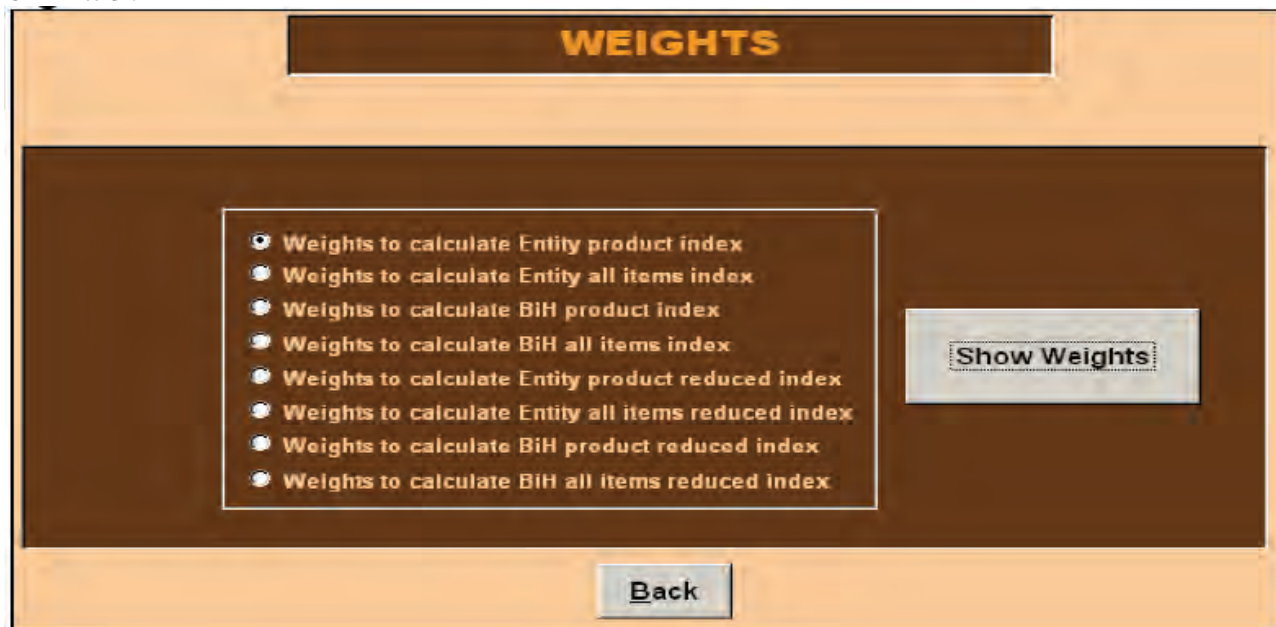 WEIGHTS
Weights to calculate Entity product index
Weights to calculate Entity all items index
Weights to calculate BiH product index
Weights to calculate BiH all items index
Weights to calculate Entity product reduced index
Weights to calculate Entity all items reduced index
Weights to calculate BiH product reduced index
Weights to calculate BiH all items reduced index
Show Weights
Back